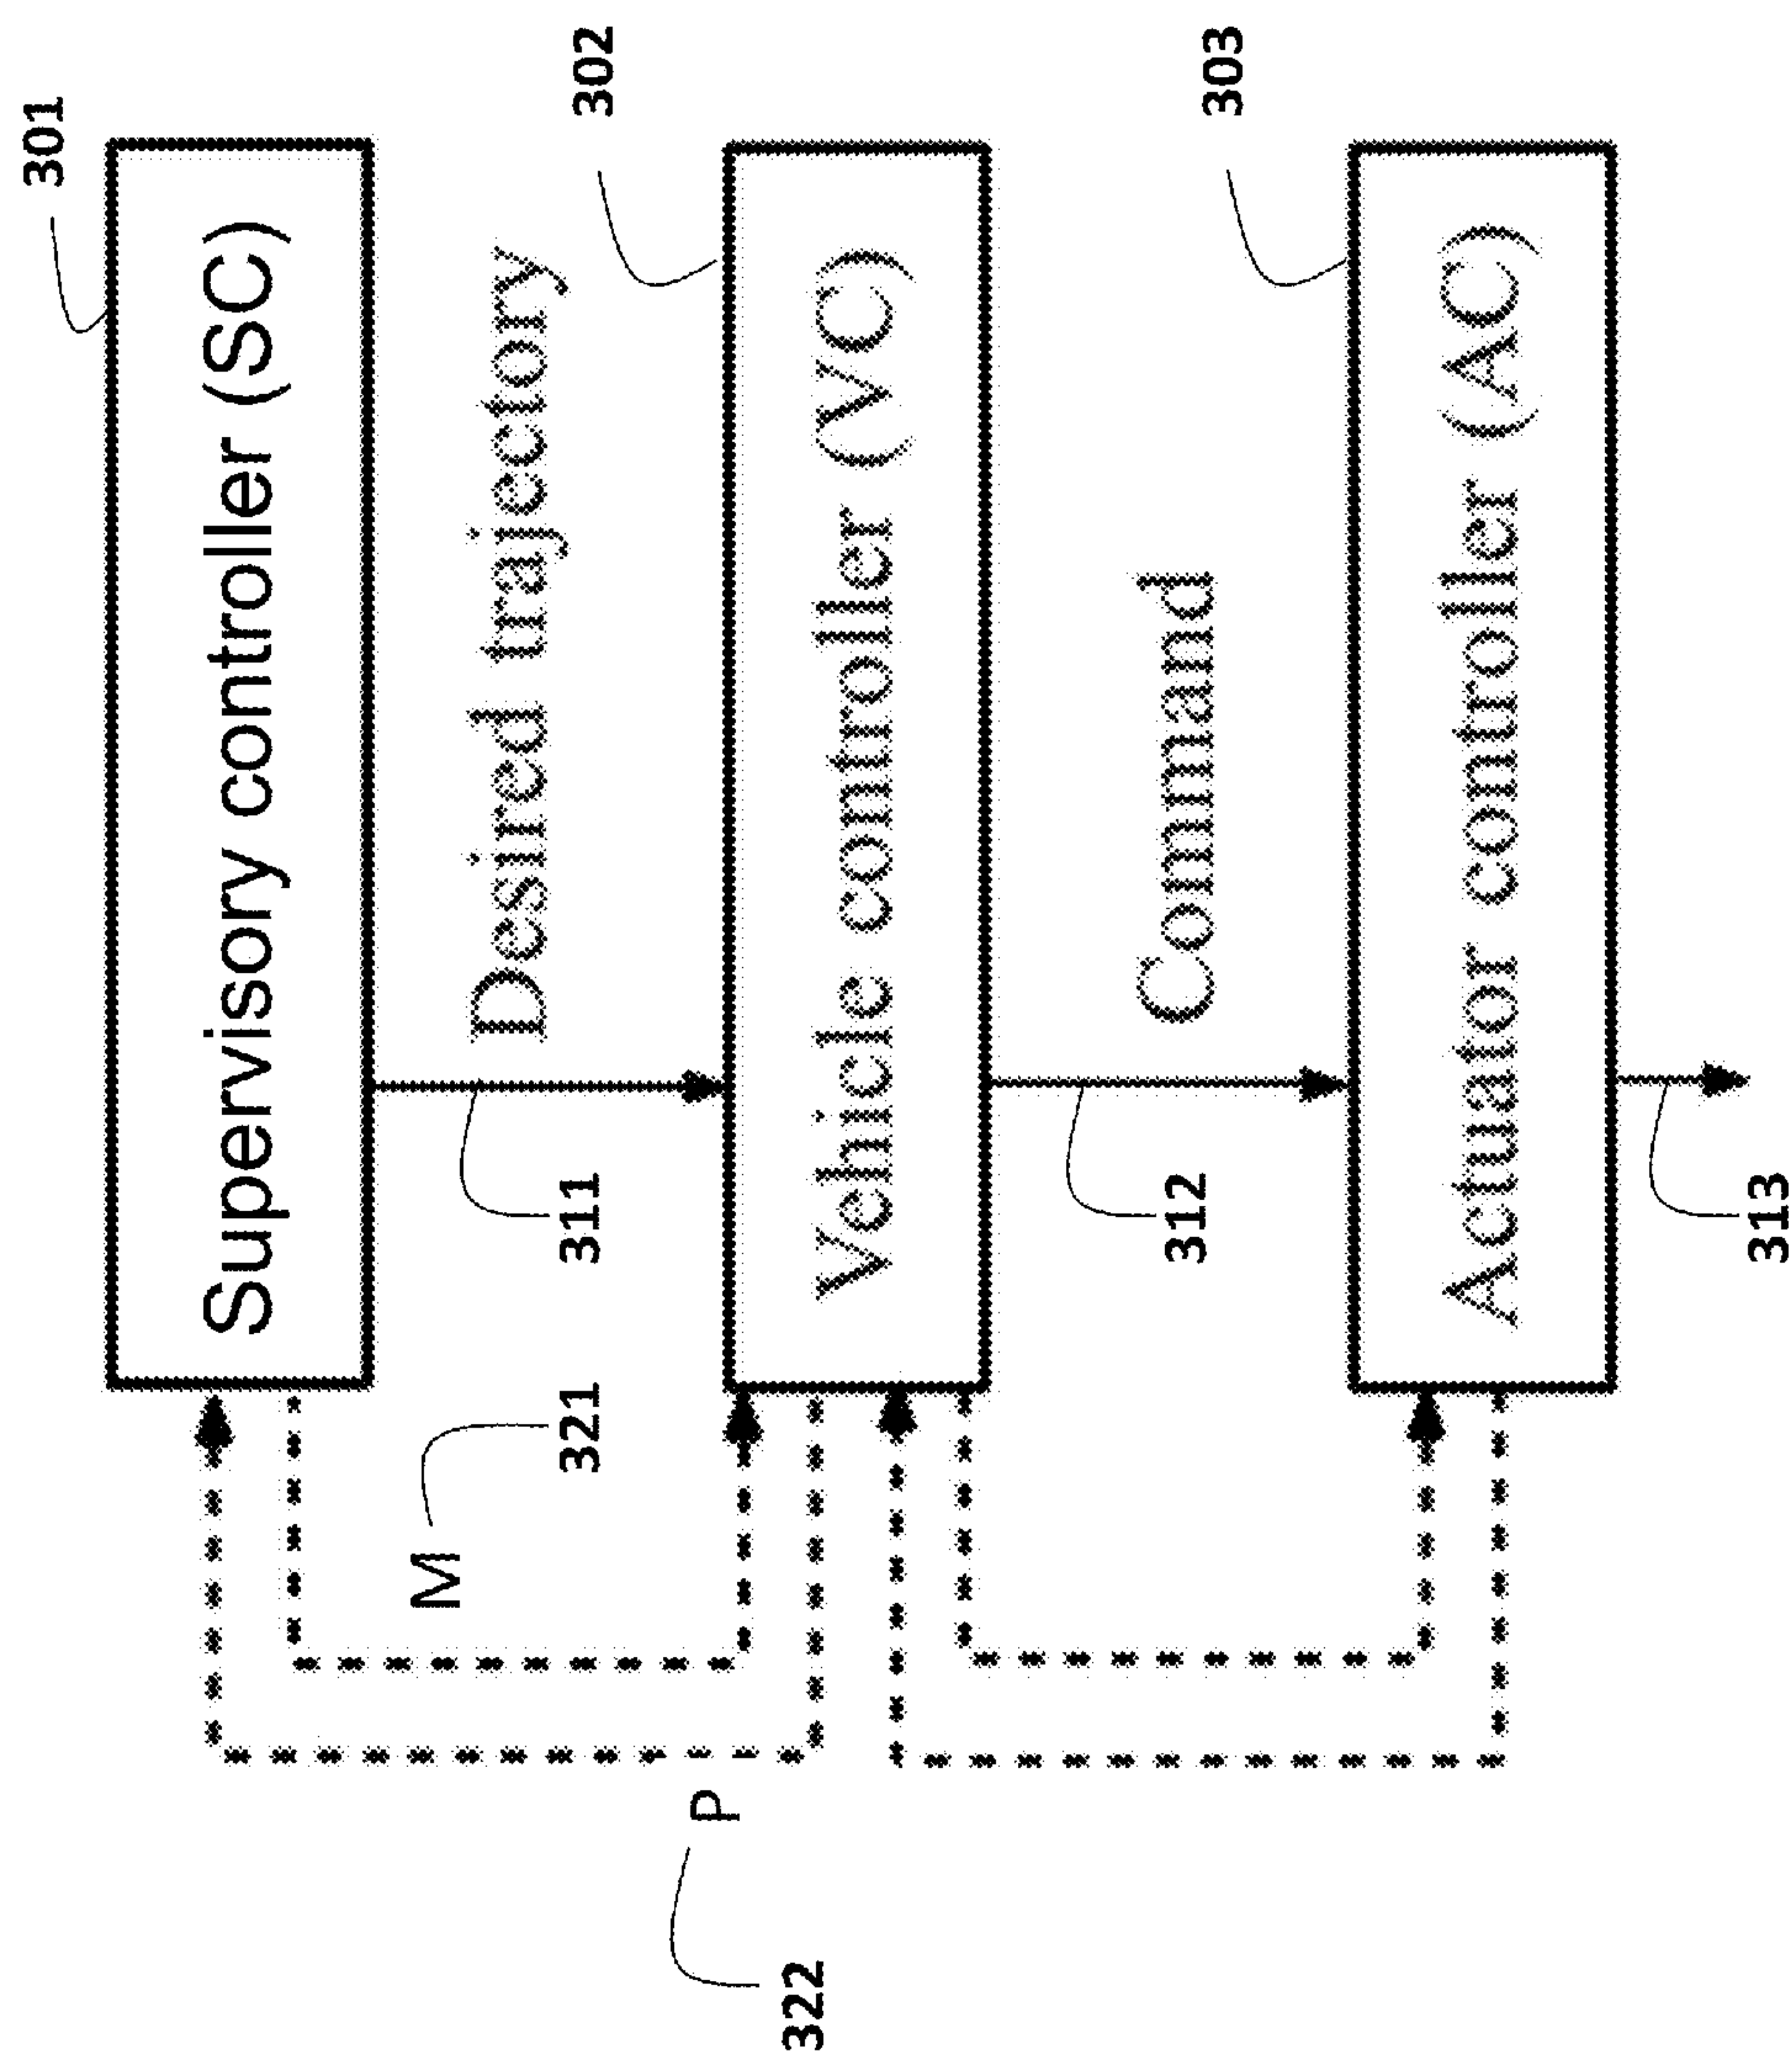 301
Supervisory controller (SC)
311
Desired trajectory
M
321
P
322
302
Vehicle controller (VC)
312
Command
303
Actuator controller (AC)
313